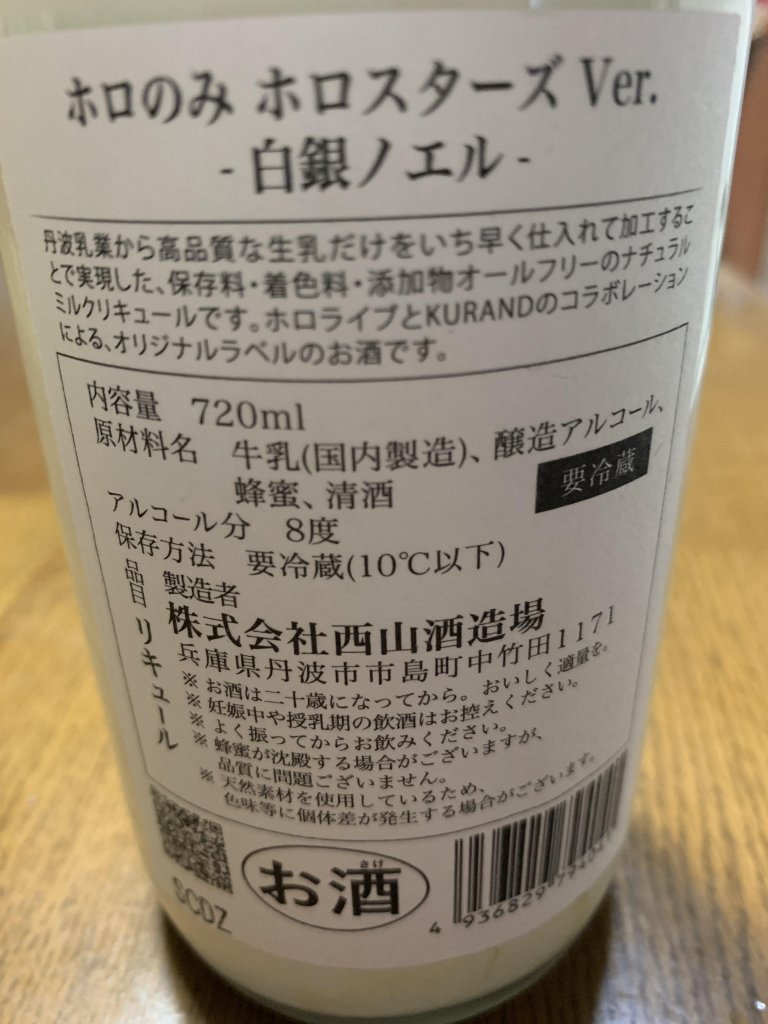 ホロのみ ホロスターズ Ver.
- 白銀ノエル -
丹波乳業から高品質な生乳だけをいち早く仕入れて加工するこ
とで実現した、保存料・着色料・添加物オールフリーのナチュラル
ミルクリキュールです。ホロライブとKURANDのコラボレーション
による、オリジナルラベルのお酒です。
内容量 720ml
原材料名 牛乳(国内製造)、醸造アルコール、
蜂蜜、清酒
要冷蔵
アルコール分 8度
保存方法 要冷蔵(10℃以下)
品目 リキュール
製造者
株式会社西山酒造場
兵庫県丹波市市島町中竹田1171
※ お酒は二十歳になってから。おいしく適量を。
※ 妊娠中や授乳期の飲酒はお控えください。
※ よく振ってからお飲みください。
※ 蜂蜜が沈殿する場合がございますが、
品質に問題ございません。
※ 天然素材を使用しているため、
色味等に個体差が発生する場合がございます。
SCDZ
お酒
さけ